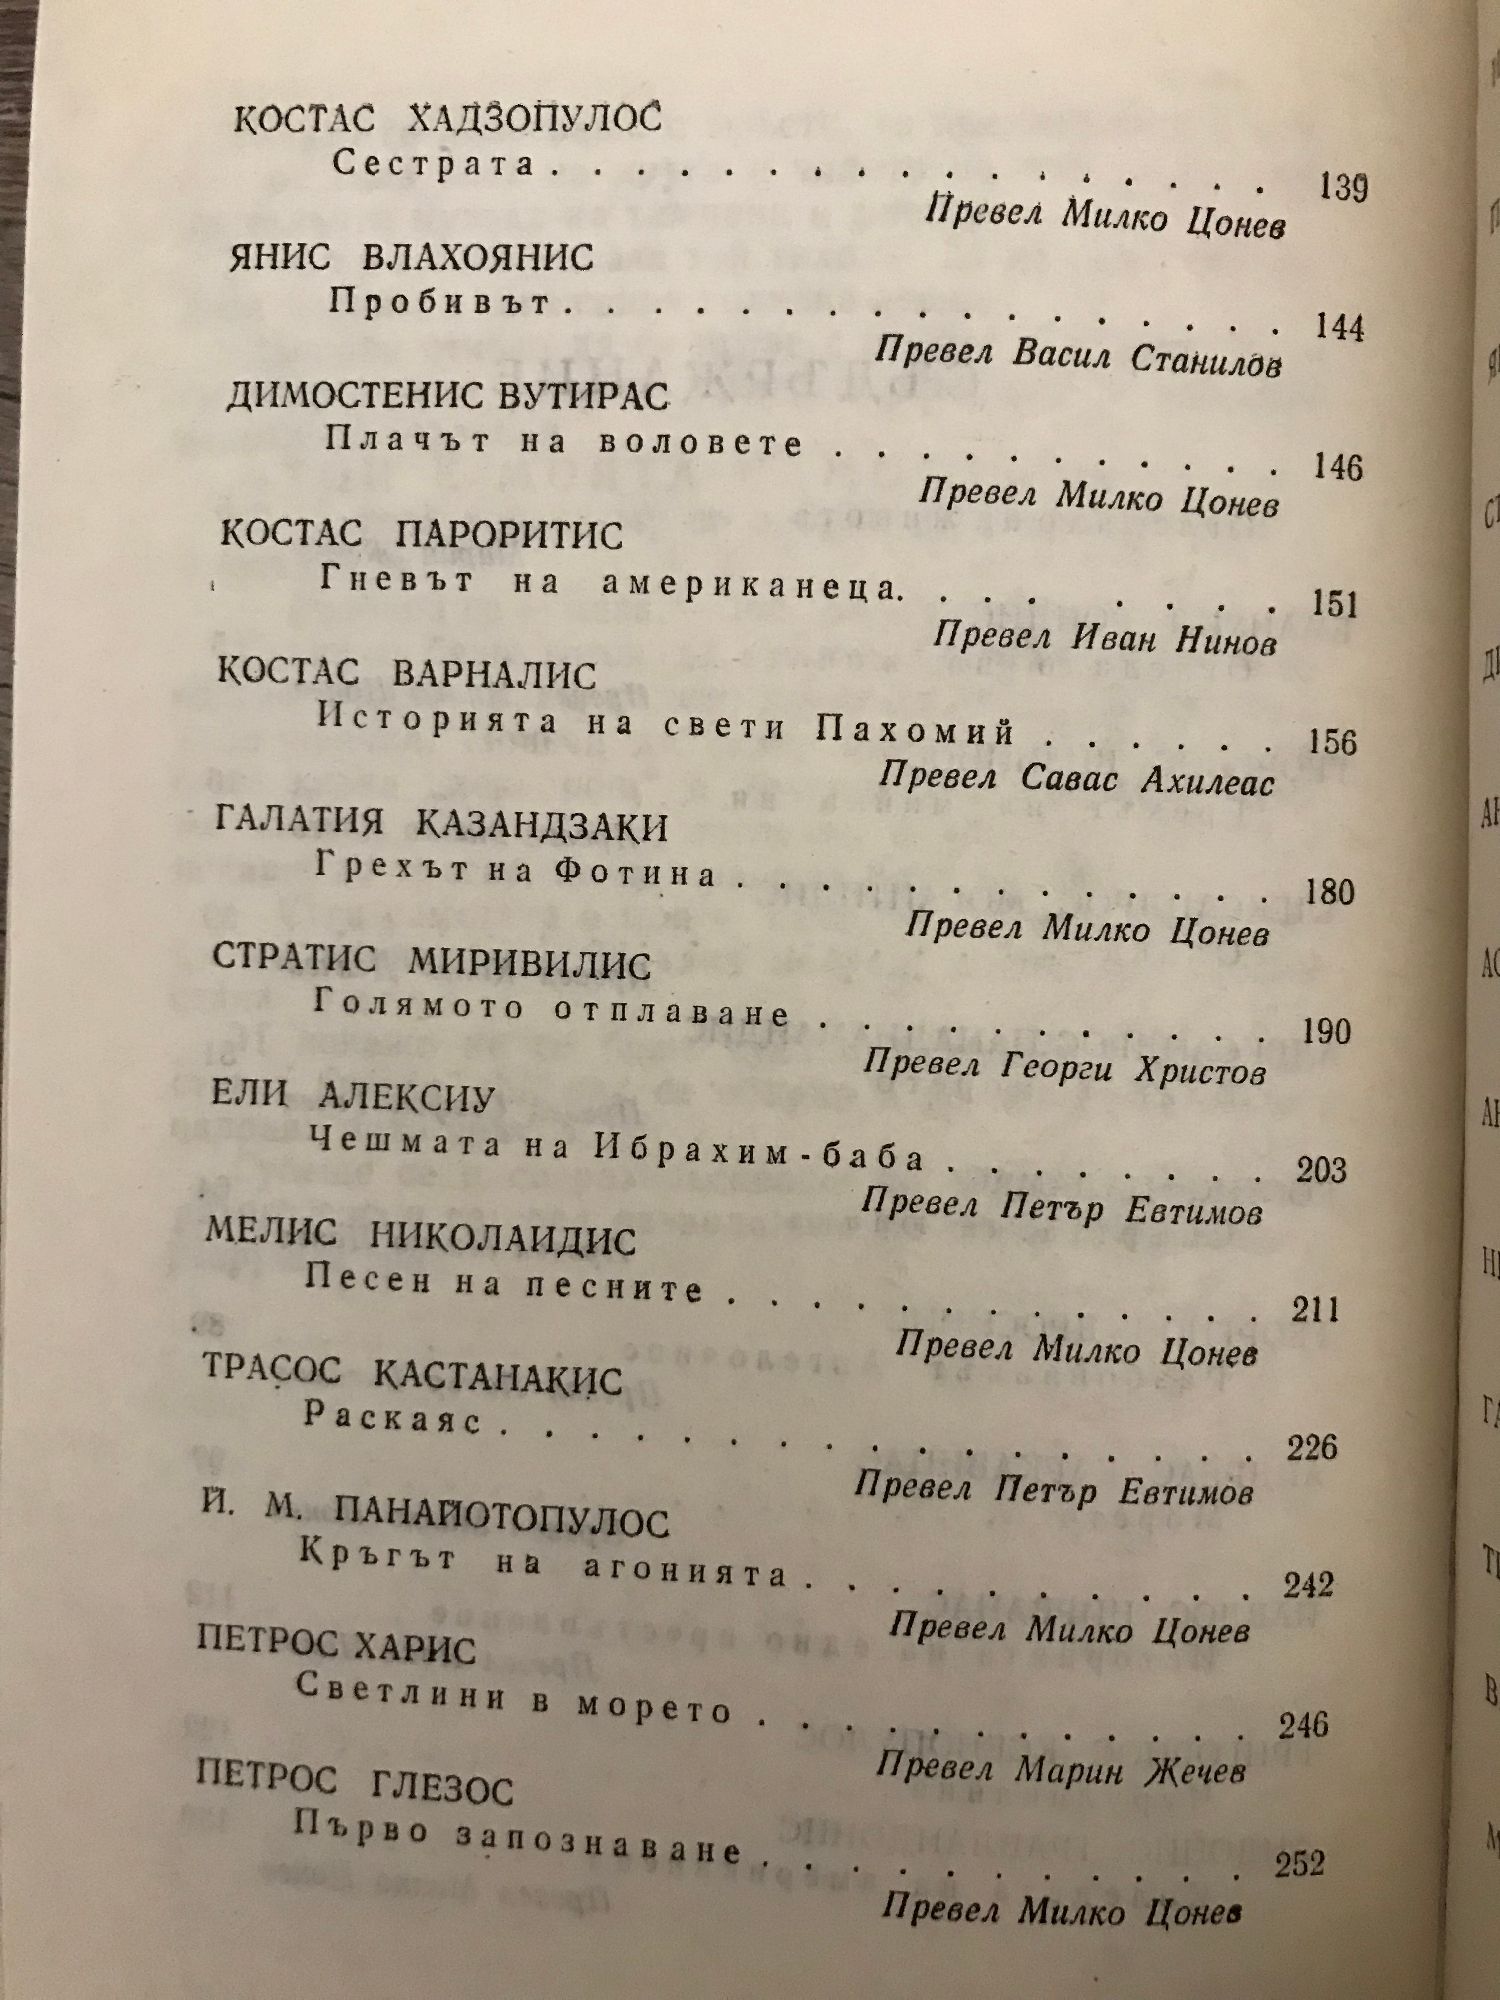 КОСТАС ХАДЗОПУЛОС
Сестрата . . . . . . . . . . . . . . . . . 139
Превел Милко Цонев
ЯНИС ВЛАХОЯНИС
Пробивът . . . . . . . . . . . . . . . . . 144
Превел Васил Станилов
ДИМОСТЕНИС ВУТИРАС
Плачът на воловете . . . . . . . . . . . 146
Превел Милко Цонев
КОСТАС ПАРОРИТИС
Гневът на американеца. . . . . . . . 151
Превел Иван Нинов
КОСТАС ВАРНАЛИС
Историята на свети Пахомий . . . . . . 156
Превел Савас Ахилеас
ГАЛАТИЯ КАЗАНДЗАКИ
Грехът на Фотина . . . . . . . . . . . . . 180
Превел Милко Цонев
СТРАТИС МИРИВИЛИС
Голямото отплаване . . . . . . . . . . . 190
Превел Георги Христов
ЕЛИ АЛЕКСИУ
Чешмата на Ибрахим-баба . . . . . . . . 203
Превел Петър Евтимов
МЕЛИС НИКОЛАИДИС
Песен на песните . . . . . . . . . . . . . 211
Превел Милко Цонев
ТРАСОС КАСТАНАКИС
Раскаяс . . . . . . . . . . . . . . . . . . 226
Превел Петър Евтимов
Й. М. ПАНАЙОТОПУЛОС
Кръгът на агонията . . . . . . . . . . . 242
Превел Милко Цонев
ПЕТРОС ХАРИС
Светлини в морето . . . . . . . . . . . . 246
Превел Марин Жечев
ПЕТРОС ГЛЕЗОС
Първо запознаване . . . . . . . . . . . . 252
Превел Милко Цонев